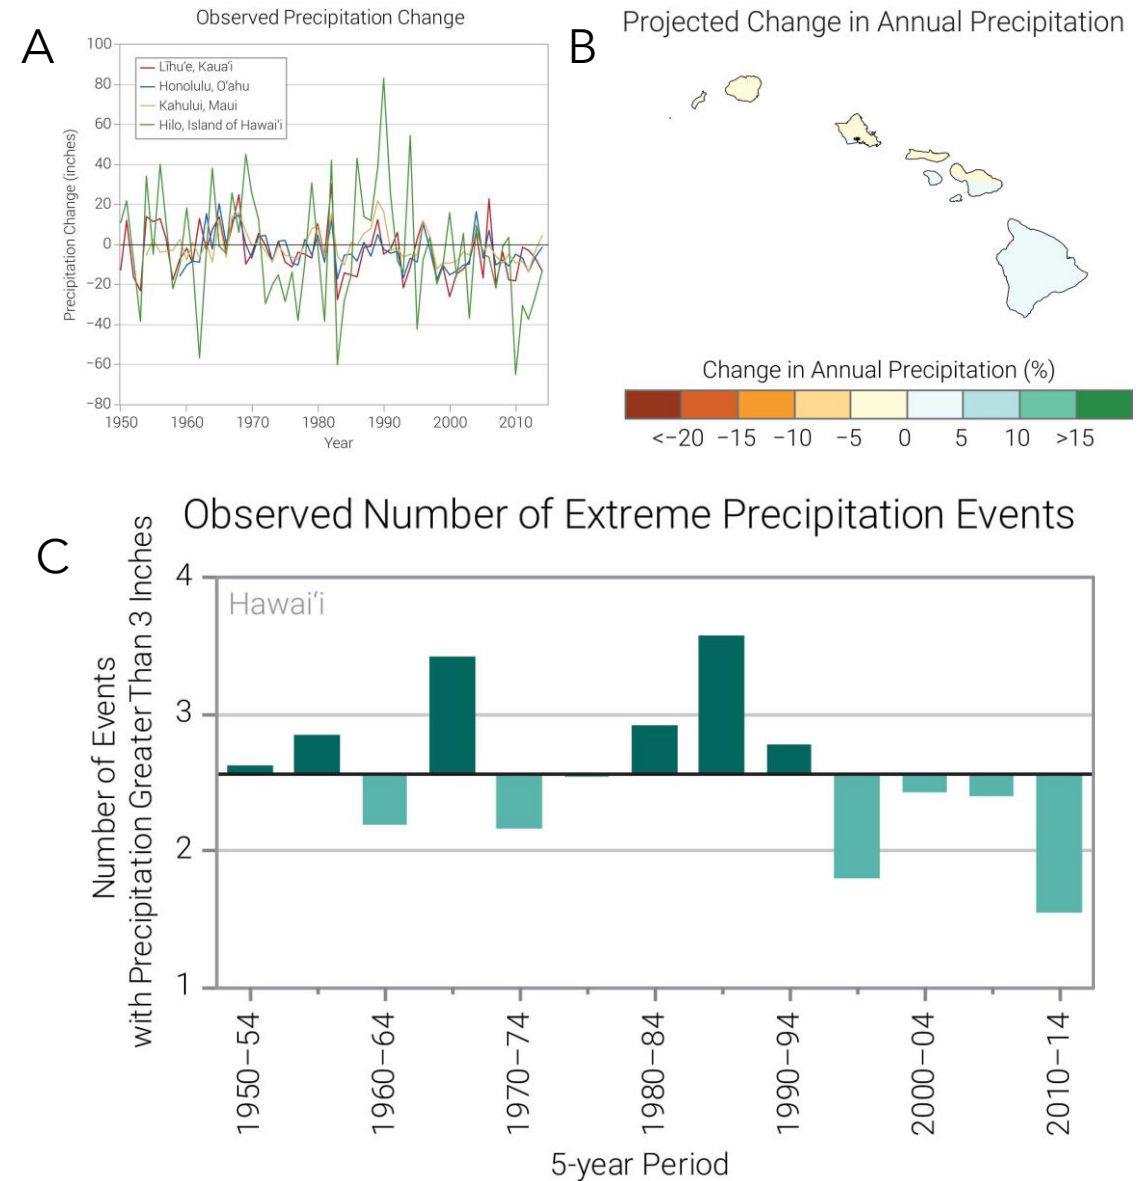 A
Observed Precipitation Change
Precipitation Change (inches)
100
80
60
40
20
0
−20
−40
−60
−80
Līhu‘e, Kaua‘i
Honolulu, O‘ahu
Kahului, Maui
Hilo, Island of Hawai‘i
1950 1960 1970 1980 1990 2000 2010
Year
B
Projected Change in Annual Precipitation
Change in Annual Precipitation (%)
<−20 −15 −10 −5 0 5 10 >15
C
Observed Number of Extreme Precipitation Events
Number of Events
with Precipitation Greater Than 3 Inches
4
3
2
1
Hawai‘i
1950–54
1960–64
1970–74
1980–84
1990–94
2000–04
2010–14
5-year Period